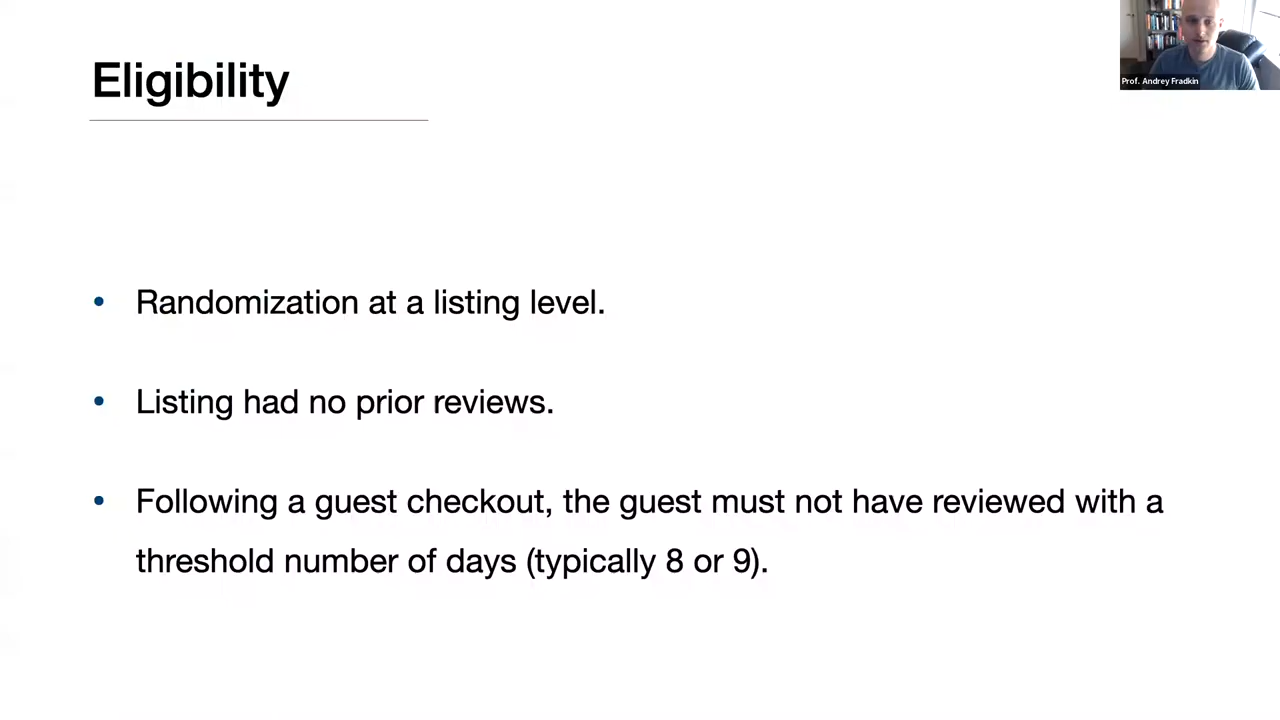 Eligibility
Prof. Andrey Fradkin
• Randomization at a listing level.
• Listing had no prior reviews.
• Following a guest checkout, the guest must not have reviewed with a
threshold number of days (typically 8 or 9).